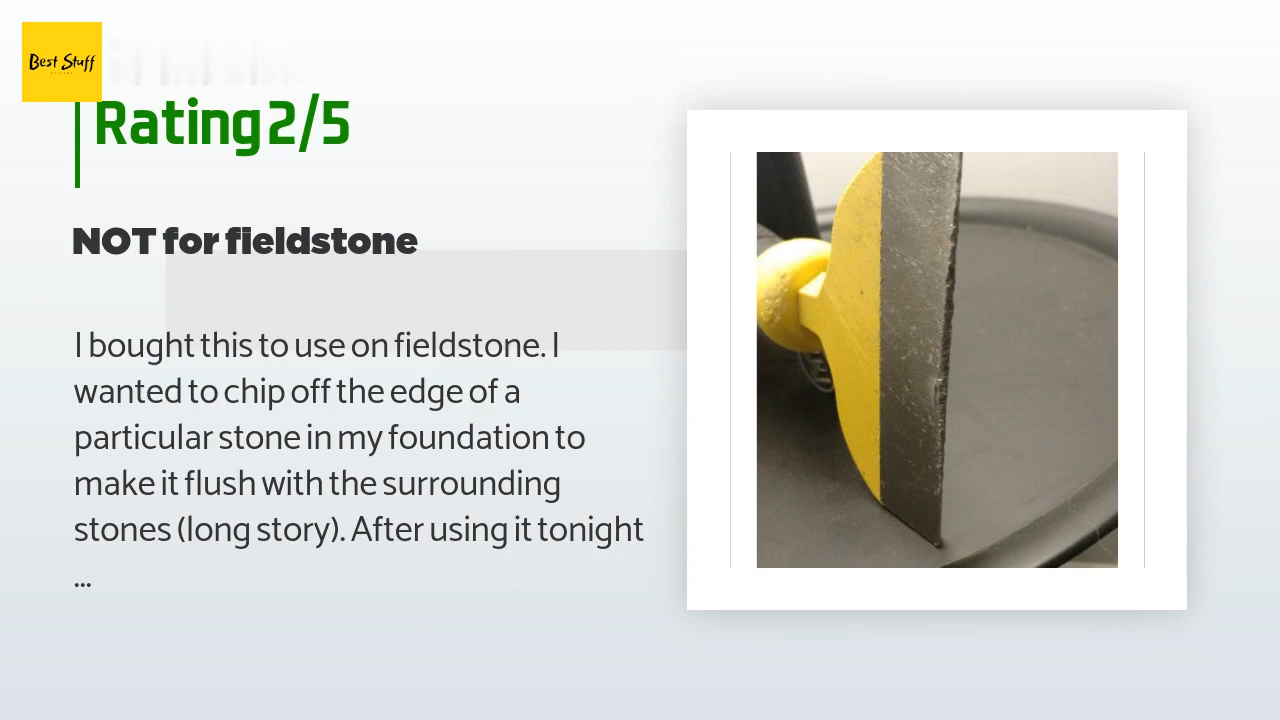 Best Stuff
Rating 2/5
NOT for fieldstone
I bought this to use on fieldstone. I
wanted to chip off the edge of a
particular stone in my foundation to
make it flush with the surrounding
stones (long story). After using it tonight
...